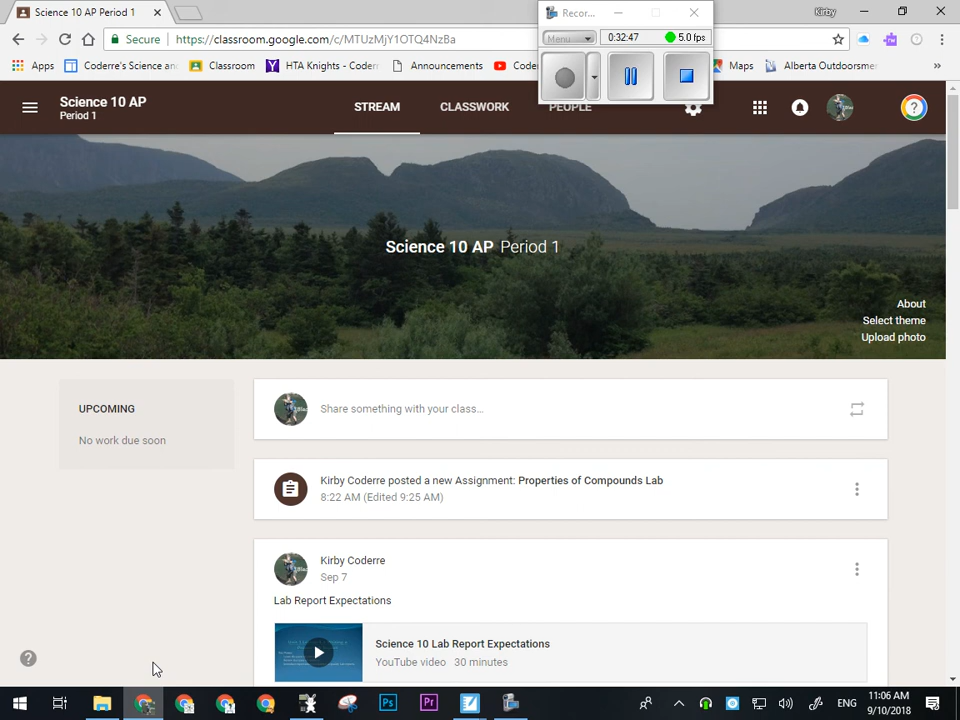 Science 10 AP Period 1
Recor...
Kirby
Secure
https://classroom.google.com/c/MTUzMjY1OTQ4NzBa
Menu
0:32:47
5.0 fps
Apps
Coderre's Science and
Classroom
HTA Knights - Coderr
Announcements
Coder
Maps
Alberta Outdoorsmer
»
Science 10 AP
Period 1
STREAM
CLASSWORK
PEOPLE
Science 10 AP Period 1
About
Select theme
Upload photo
UPCOMING
No work due soon
Share something with your class...
Kirby Coderre posted a new Assignment: Properties of Compounds Lab
8:22 AM (Edited 9:25 AM)
Kirby Coderre
Sep 7
Lab Report Expectations
Science 10 Lab Report Expectations
YouTube video 30 minutes
Ps
Pr
ENG
11:06 AM
9/10/2018